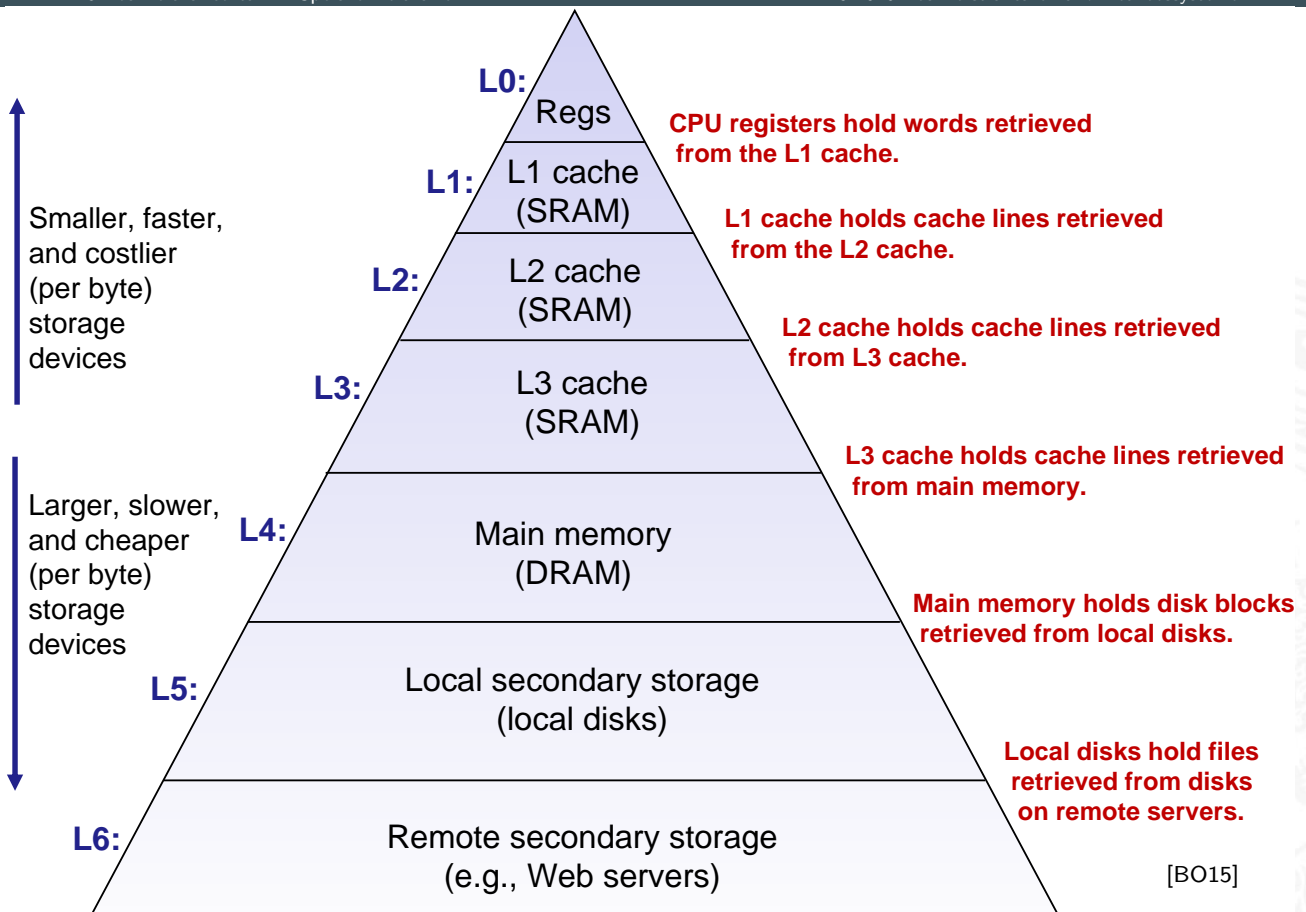 L0:
Regs
CPU registers hold words retrieved
from the L1 cache.
L1:
L1 cache
(SRAM)
Smaller, faster,
and costlier
(per byte)
storage
devices
L1 cache holds cache lines retrieved
from the L2 cache.
L2:
L2 cache
(SRAM)
L2 cache holds cache lines retrieved
from L3 cache.
L3:
L3 cache
(SRAM)
L3 cache holds cache lines retrieved
from main memory.
Larger, slower,
and cheaper
(per byte)
storage
devices
L4:
Main memory
(DRAM)
Main memory holds disk blocks
retrieved from local disks.
L5:
Local secondary storage
(local disks)
Local disks hold files
retrieved from disks
on remote servers.
L6:
Remote secondary storage
(e.g., Web servers)
[BO15]